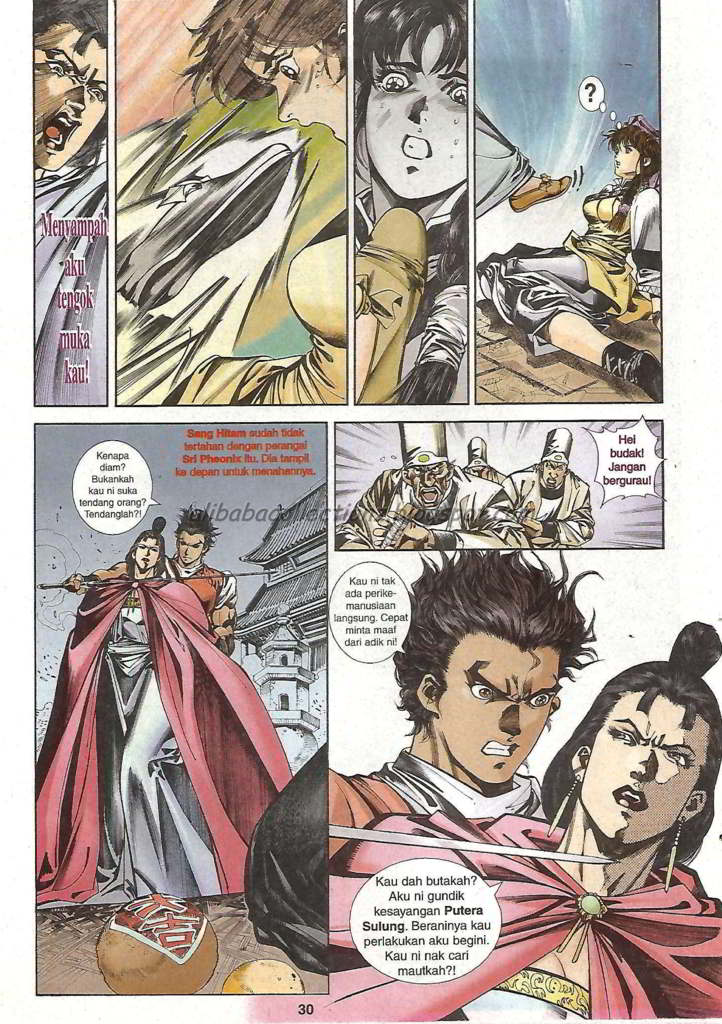 Menyampah
aku
tengok
muka
kau!
?
Kenapa
diam?
Bukankah
kau ni suka
tendang orang?
Tendanglah?!
Sang Hitam sudah tidak
tertahan dengan perangai
Sri Pheonix itu. Dia tampil
ke depan untuk menahannya.
Hei
budak!
Jangan
bergurau!
Kau ni tak
ada perike-
manusiaan
langsung. Cepat
minta maaf
dari adik ni!
Kau dah butakah?
Aku ni gundik
kesayangan Putera
Sulung. Beraninya kau
perlakukan aku begini.
Kau ni nak cari
mautkah?!
30